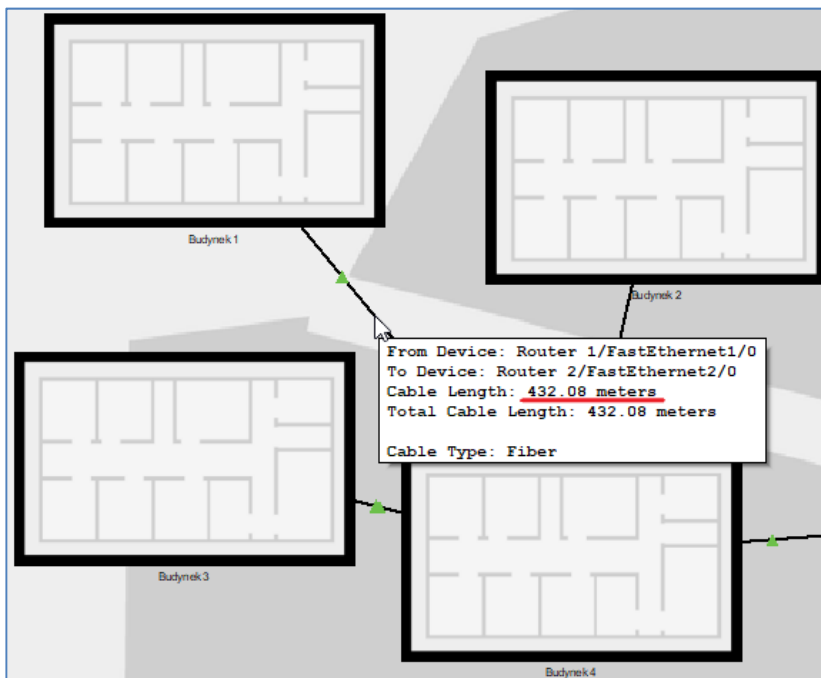 Budynek 1
Budynek 2
From Device: Router 1/FastEthernet1/0
To Device: Router 2/FastEthernet2/0
Cable Length: 432.08 meters
Total Cable Length: 432.08 meters
Cable Type: Fiber
Budynek 3
Budynek 4